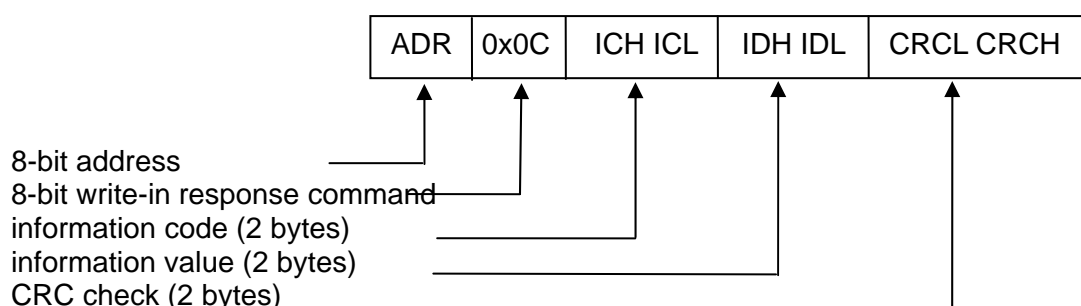 ADR 0x0C ICH ICL IDH IDL CRCL CRCH
8-bit address
8-bit write-in response command
information code (2 bytes)
information value (2 bytes)
CRC check (2 bytes)